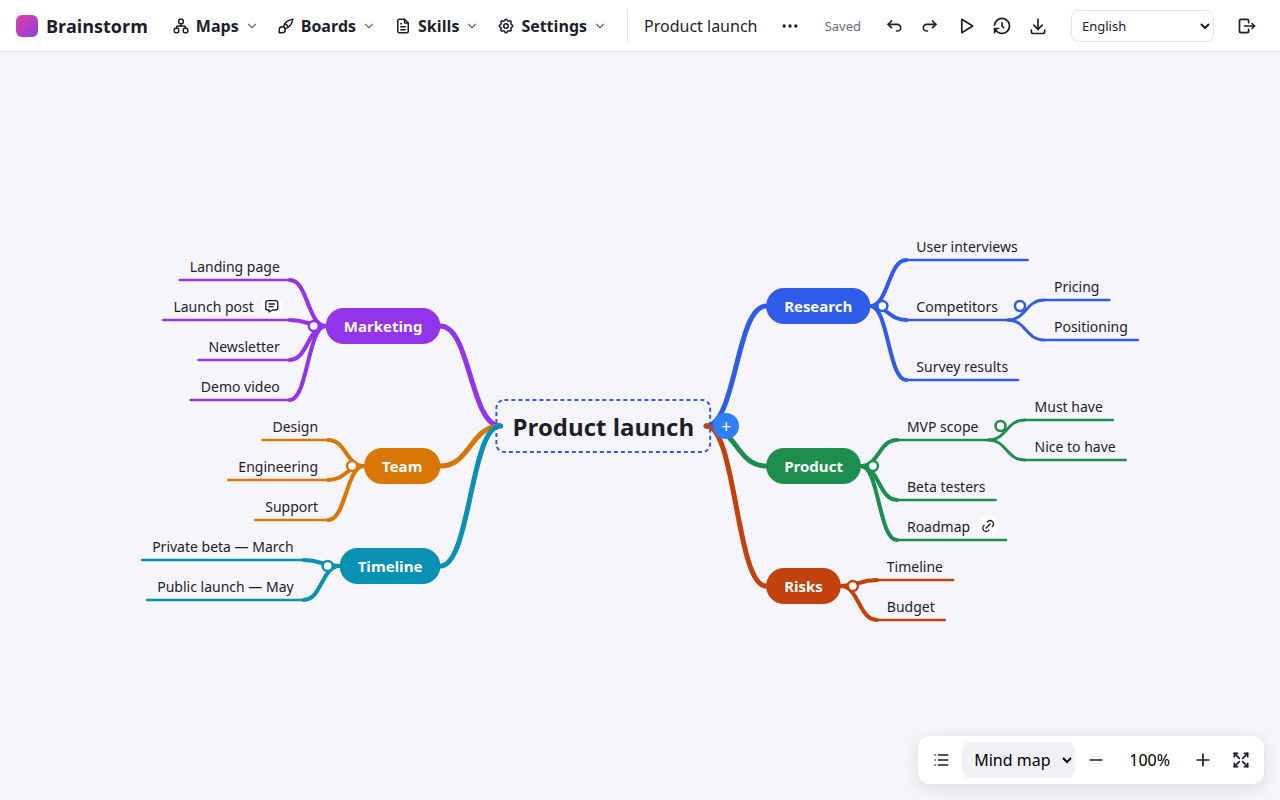 Brainstorm
Maps
Boards
Skills
Settings
Product launch
Saved
English
Landing page
Launch post
Newsletter
Demo video
Marketing
Design
Engineering
Support
Team
Private beta — March
Public launch — May
Timeline
Product launch
+
Research
User interviews
Competitors
Pricing
Positioning
Survey results
Product
MVP scope
Must have
Nice to have
Beta testers
Roadmap
Risks
Timeline
Budget
Mind map
100%